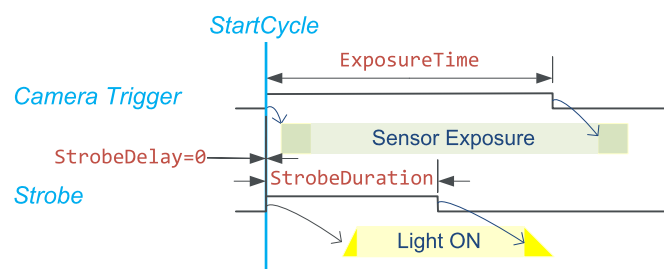 StartCycle
ExposureTime
Camera Trigger
Sensor Exposure
StrobeDelay=0
StrobeDuration
Strobe
Light ON